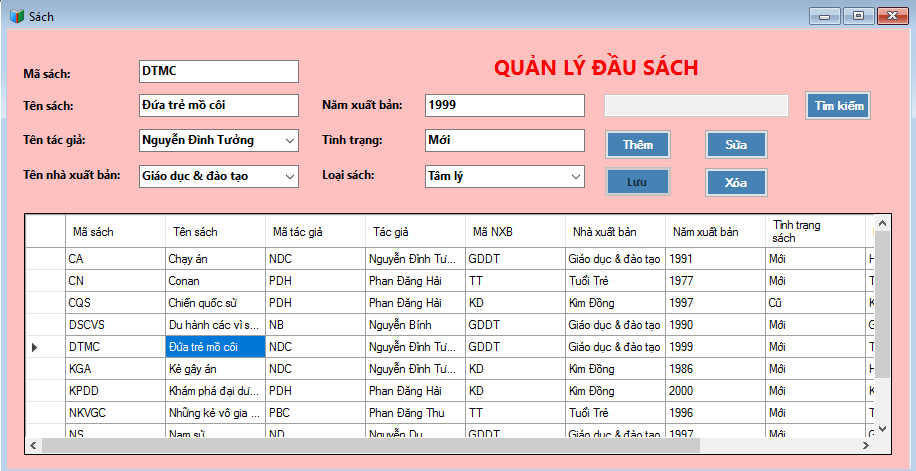 Sách
QUẢN LÝ ĐẦU SÁCH
Mã sách: DTMC
Tên sách: Đứa trẻ mồ côi Năm xuất bản: 1999 Tìm kiếm
Tên tác giả: Nguyễn Đình Tưởng Tình trạng: Mới Thêm Sửa
Tên nhà xuất bản: Giáo dục & đào tạo Loại sách: Tâm lý Lưu Xóa
Mã sách Tên sách Mã tác giả Tác giả Mã NXB Nhà xuất bản Năm xuất bản Tình trạng sách
CA Chạy án NDC Nguyễn Đình Tư... GDDT Giáo dục & đào tạo 1991 Mới H
CN Conan PDH Phan Đăng Hải TT Tuổi Trẻ 1977 Mới T
CQS Chiến quốc sử PDH Phan Đăng Hải KD Kim Đồng 1997 Cũ K
DSCVS Du hành các vì s... NB Nguyễn Bính GDDT Giáo dục & đào tạo 1990 Mới G
DTMC Đứa trẻ mồ côi NDC Nguyễn Đình Tư... GDDT Giáo dục & đào tạo 1999 Mới T
KGA Kẻ gây án NDC Nguyễn Đình Tư... KD Kim Đồng 1986 Mới H
KPDD Khám phá đại dư... PDH Phan Đăng Hải KD Kim Đồng 2000 Mới K
NKVGC Những kẻ vô gia ... PBC Phan Đăng Thu TT Tuổi Trẻ 1996 Mới T
NS Nam sử ND Nguyễn Du GDDT Giáo dục & đào tạo 1997 Mới